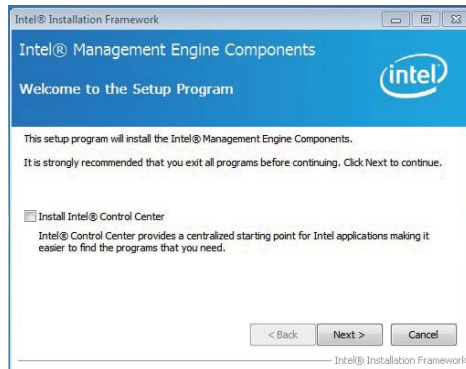 Intel® Installation Framework
Intel® Management Engine Components
Welcome to the Setup Program
intel
This setup program will install the Intel® Management Engine Components.
It is strongly recommended that you exit all programs before continuing. Click Next to continue.
Install Intel® Control Center
Intel® Control Center provides a centralized starting point for Intel applications making it
easier to find the programs that you need.
< Back Next > Cancel
Intel® Installation Framework